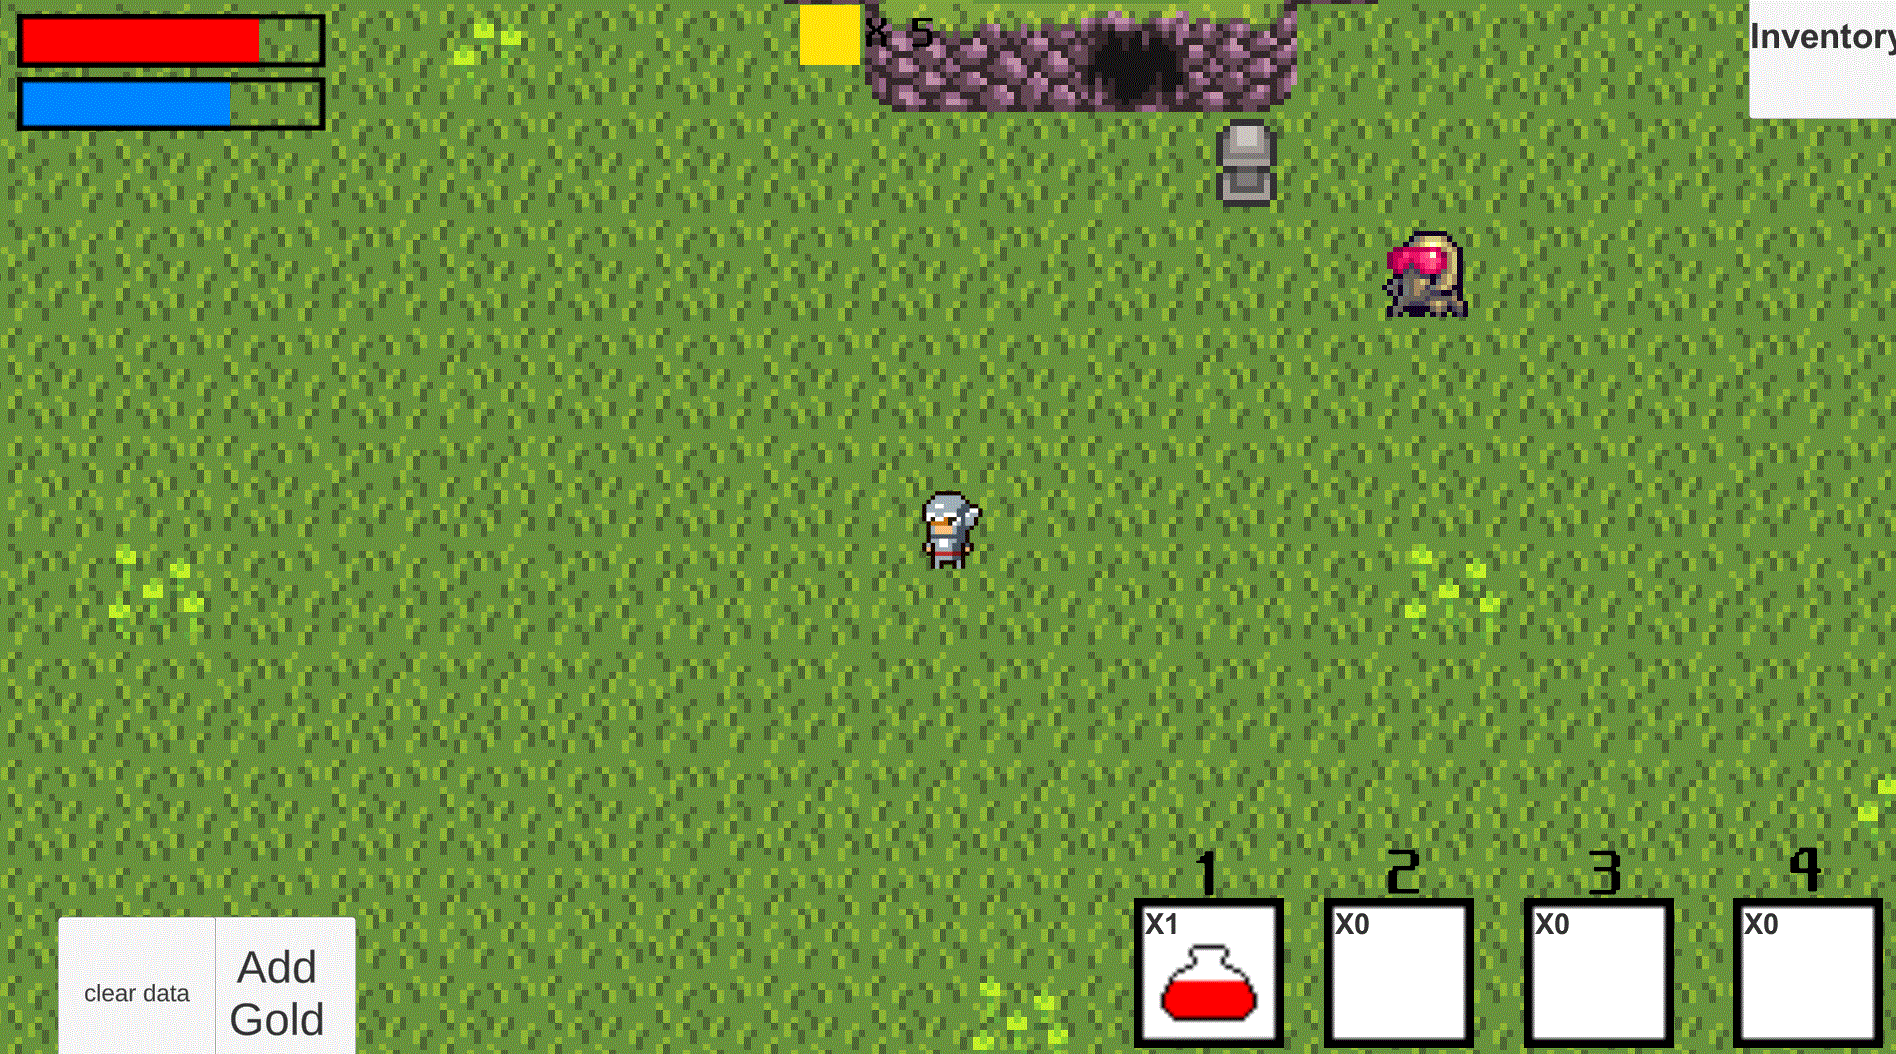 X 5
Inventory
1
2
3
4
X1
X0
X0
X0
clear data
Add
Gold